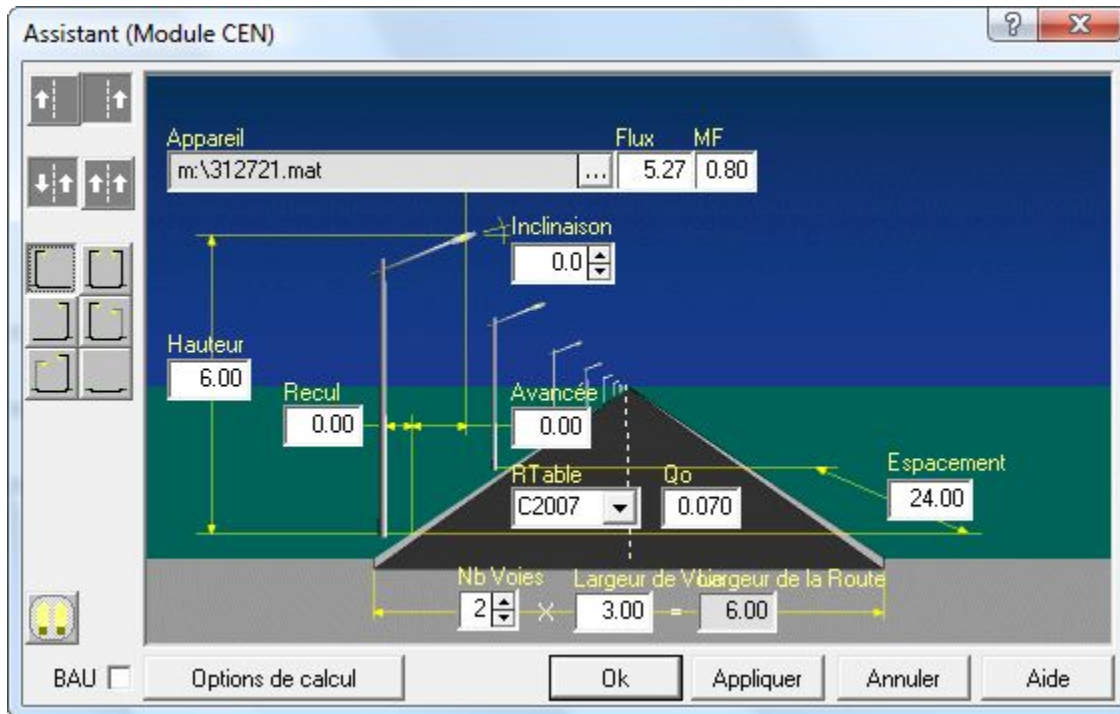 Assistant (Module CEN)
Appareil
Flux
MF
m:\312721.mat
...
5.27
0.80
Inclinaison
0.0
Hauteur
6.00
Recul
0.00
Avancée
0.00
RTable
C2007
Qo
0.070
Espacement
24.00
Nb Voies
Largeur de Voie
Largeur de la Route
2
X
3.00
=
6.00
BAU
Options de calcul
Ok
Appliquer
Annuler
Aide